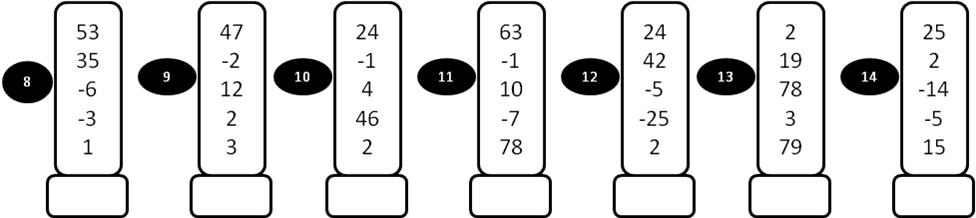 53 47 24 63 24 2 25
35 -2 -1 -1 42 19 2
8 9 10 11 12 13 14
-6 12 4 10 -5 78 -14
-3 2 46 -7 -25 3 -5
1 3 2 78 2 79 15